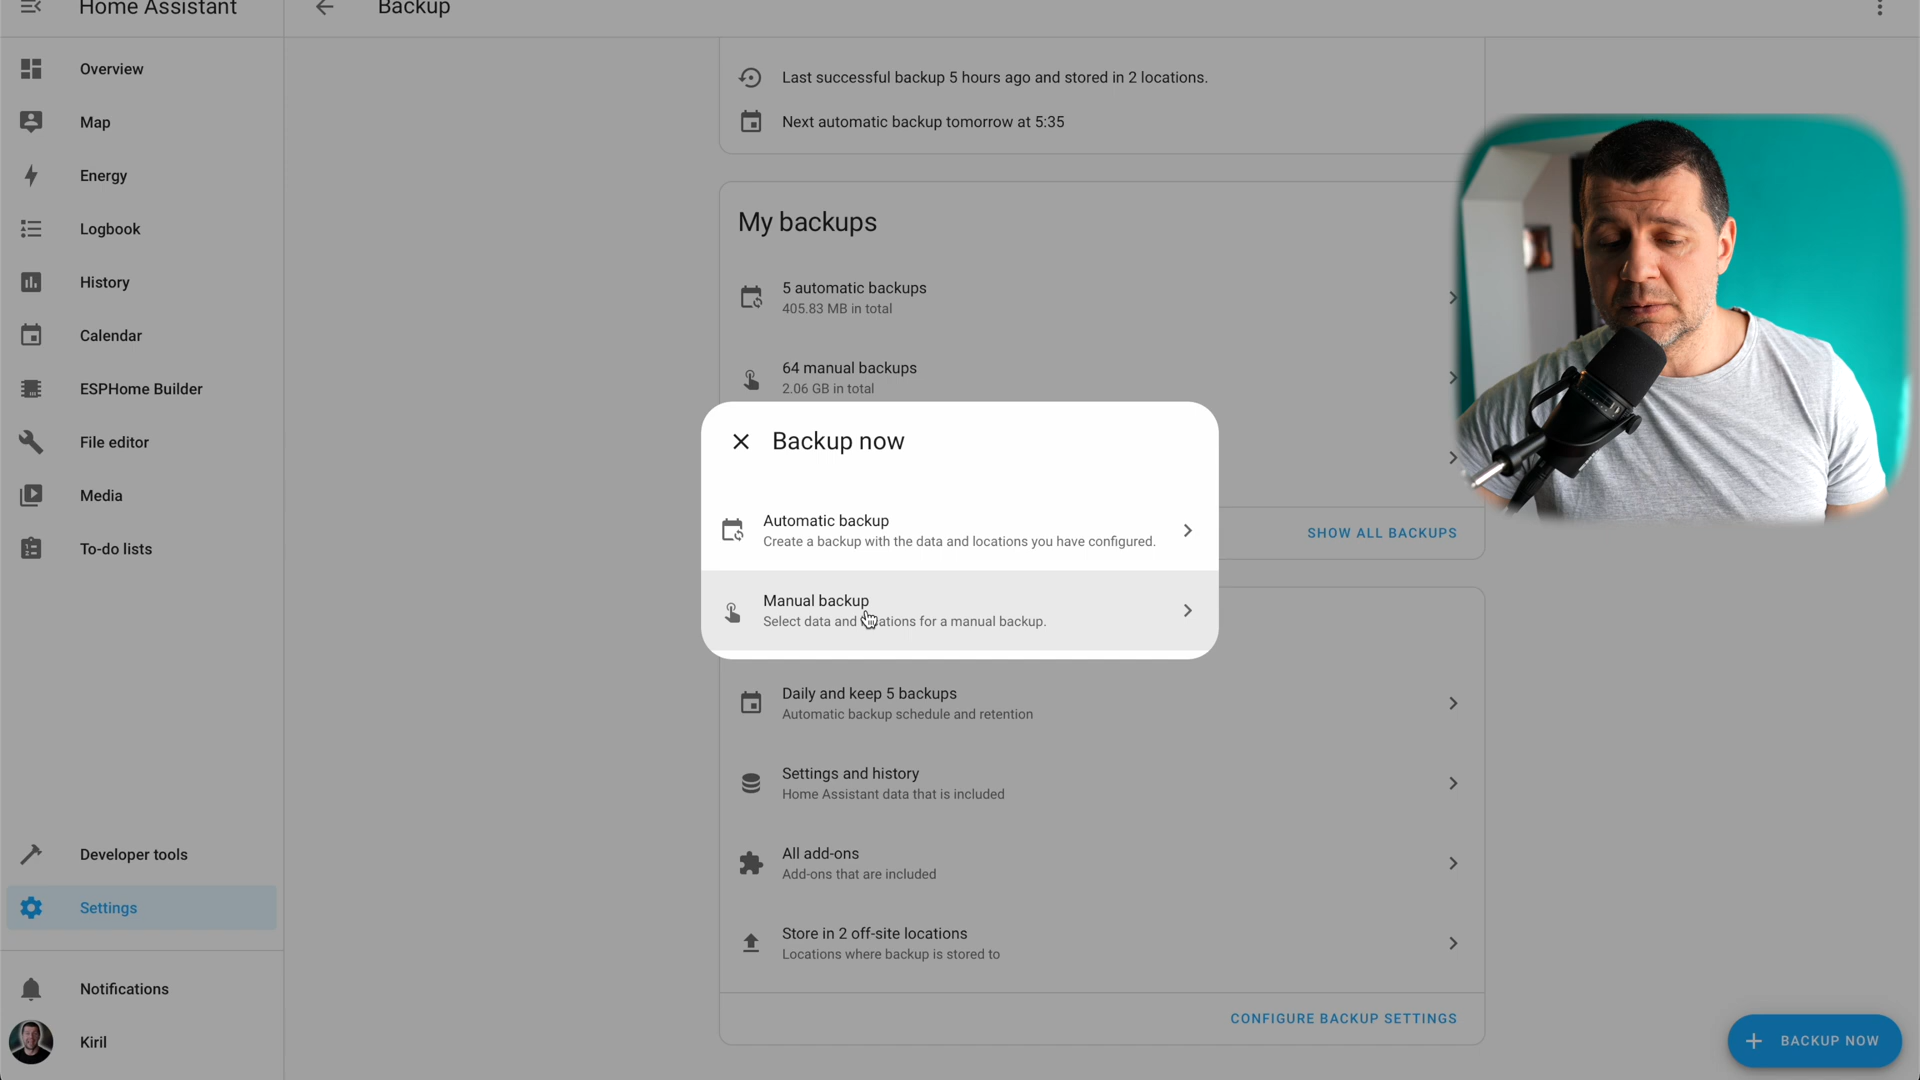 Home Assistant
Backup
Overview
Map
Energy
Logbook
History
Calendar
ESPHome Builder
File editor
Media
To-do lists
Developer tools
Settings
Notifications
Kiril
Last successful backup 5 hours ago and stored in 2 locations.
Next automatic backup tomorrow at 5:35
My backups
5 automatic backups
405.83 MB in total
64 manual backups
2.06 GB in total
SHOW ALL BACKUPS
Backup now
Automatic backup
Create a backup with the data and locations you have configured.
Manual backup
Select data and locations for a manual backup.
Daily and keep 5 backups
Automatic backup schedule and retention
Settings and history
Home Assistant data that is included
All add-ons
Add-ons that are included
Store in 2 off-site locations
Locations where backup is stored to
CONFIGURE BACKUP SETTINGS
BACKUP NOW